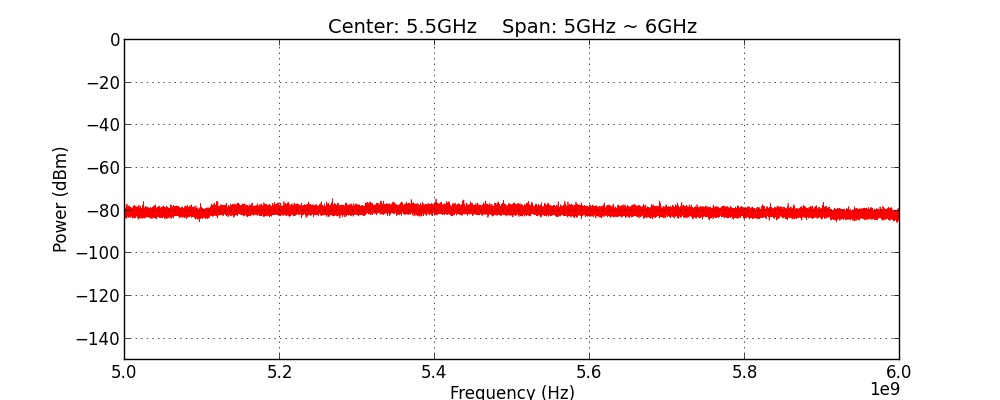 Center: 5.5GHz    Span: 5GHz ~ 6GHz
0
−20
−40
−60
−80
−100
−120
−140
Power (dBm)
5.0 5.2 5.4 5.6 5.8 6.0
1e9
Frequency (Hz)